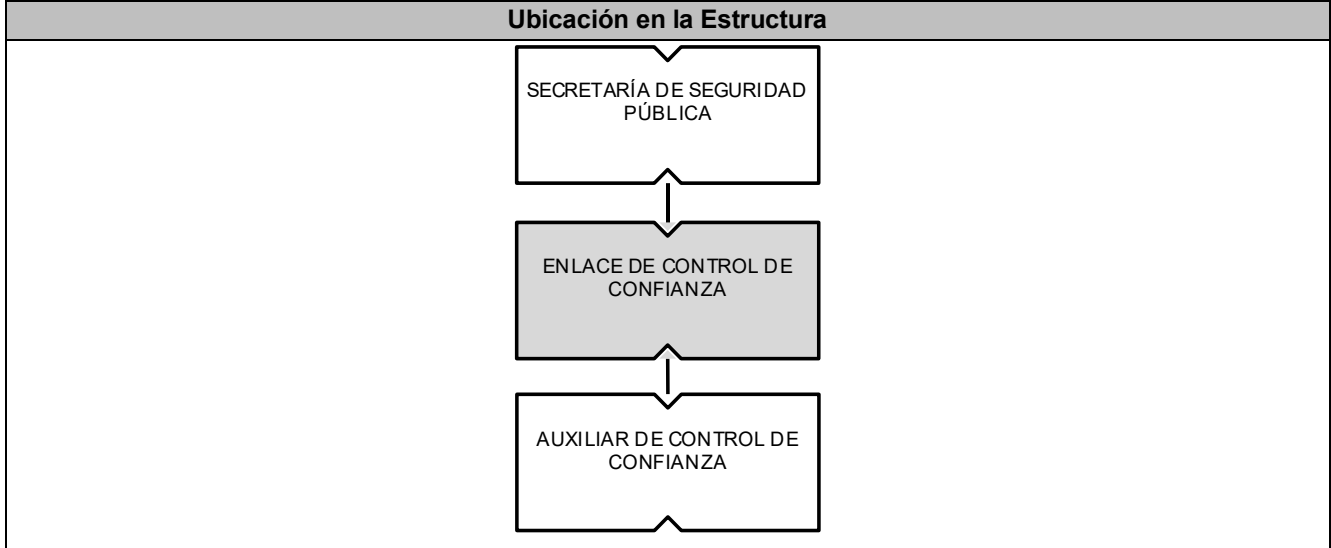 Ubicación en la Estructura
SECRETARÍA DE SEGURIDAD
PÚBLICA
ENLACE DE CONTROL DE
CONFIANZA
AUXILIAR DE CONTROL DE
CONFIANZA